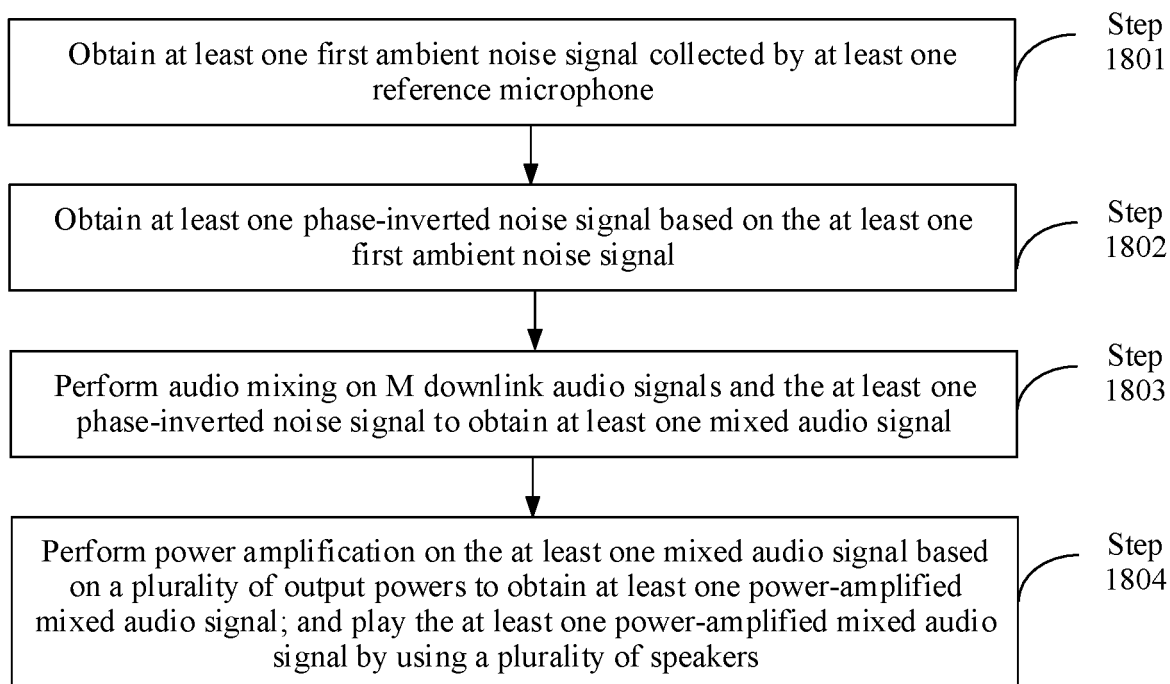 Obtain at least one first ambient noise signal collected by at least one
reference microphone
Step
1801
Obtain at least one phase-inverted noise signal based on the at least one
first ambient noise signal
Step
1802
Perform audio mixing on M downlink audio signals and the at least one
phase-inverted noise signal to obtain at least one mixed audio signal
Step
1803
Perform power amplification on the at least one mixed audio signal based
on a plurality of output powers to obtain at least one power-amplified
mixed audio signal; and play the at least one power-amplified mixed audio
signal by using a plurality of speakers
Step
1804